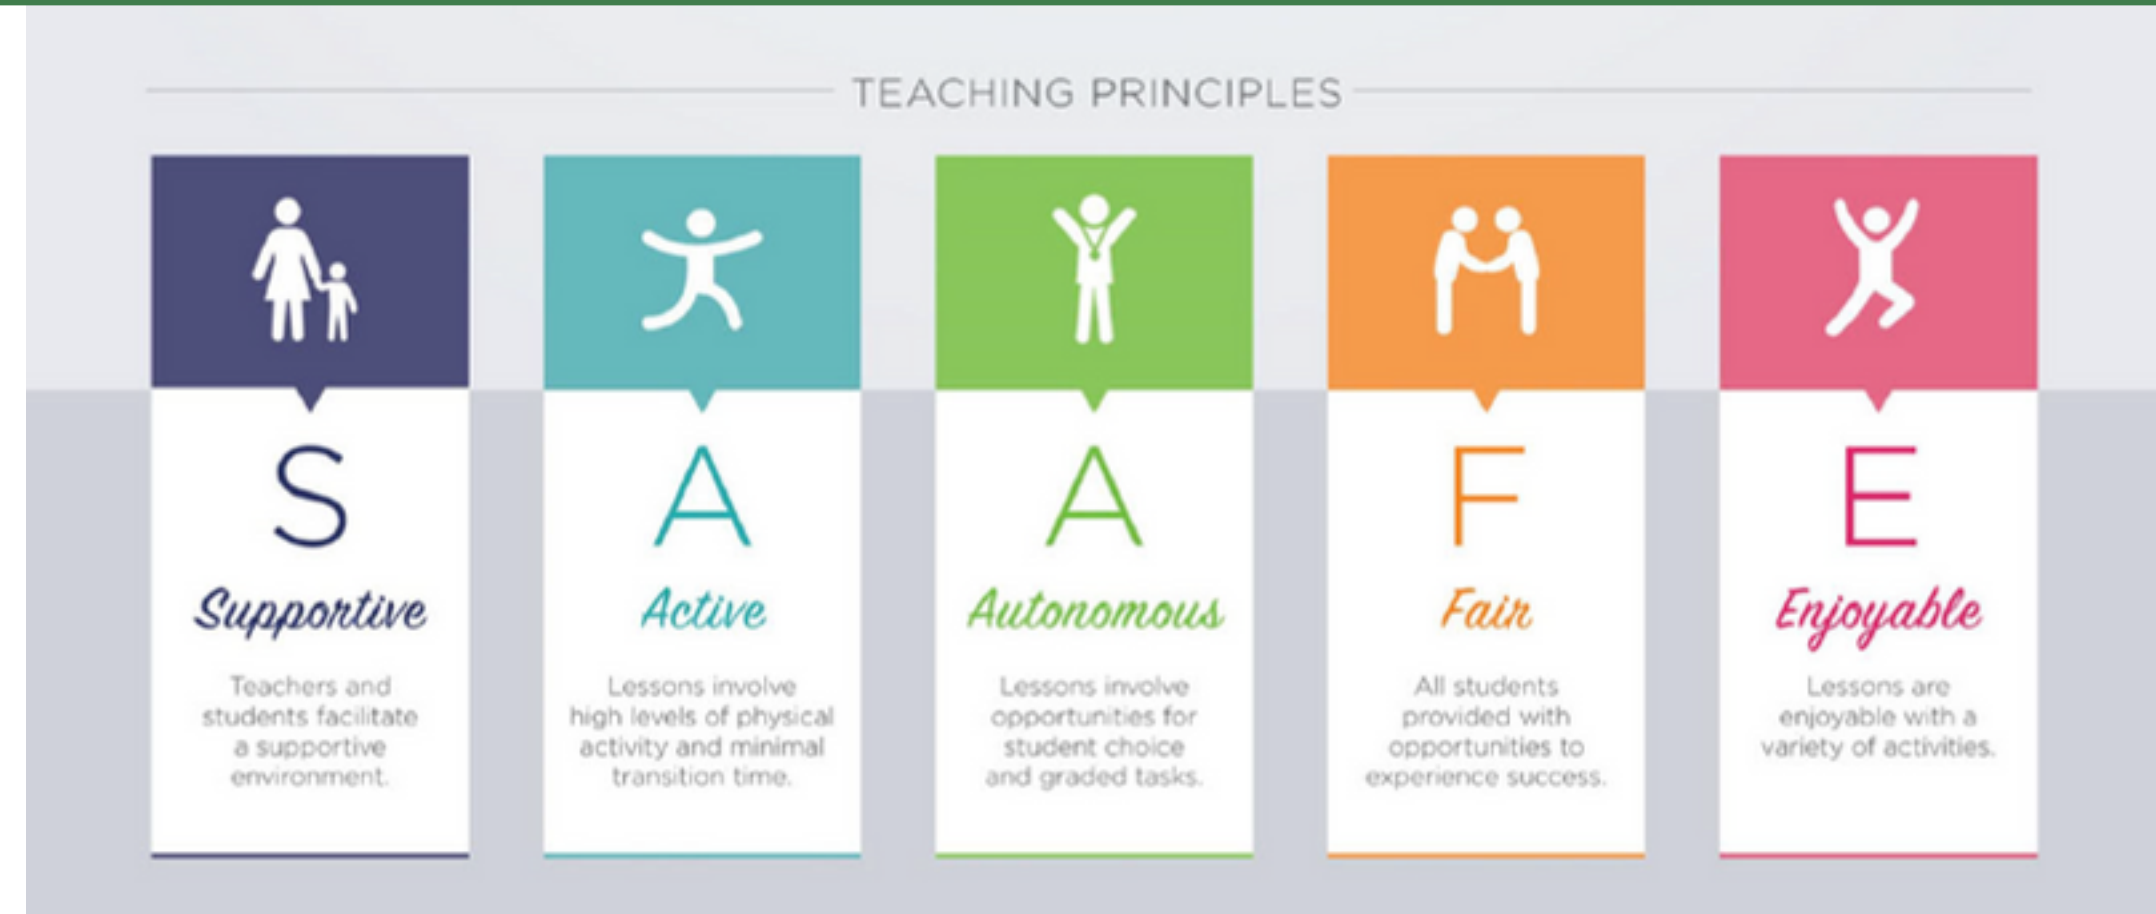 TEACHING PRINCIPLES
S
Supportive
Teachers and
students facilitate
a supportive
environment.
A
Active
Lessons involve
high levels of physical
activity and minimal
transition time.
A
Autonomous
Lessons involve
opportunities for
student choice
and graded tasks.
F
Fair
All students
provided with
opportunities to
experience success.
E
Enjoyable
Lessons are
enjoyable with a
variety of activities.